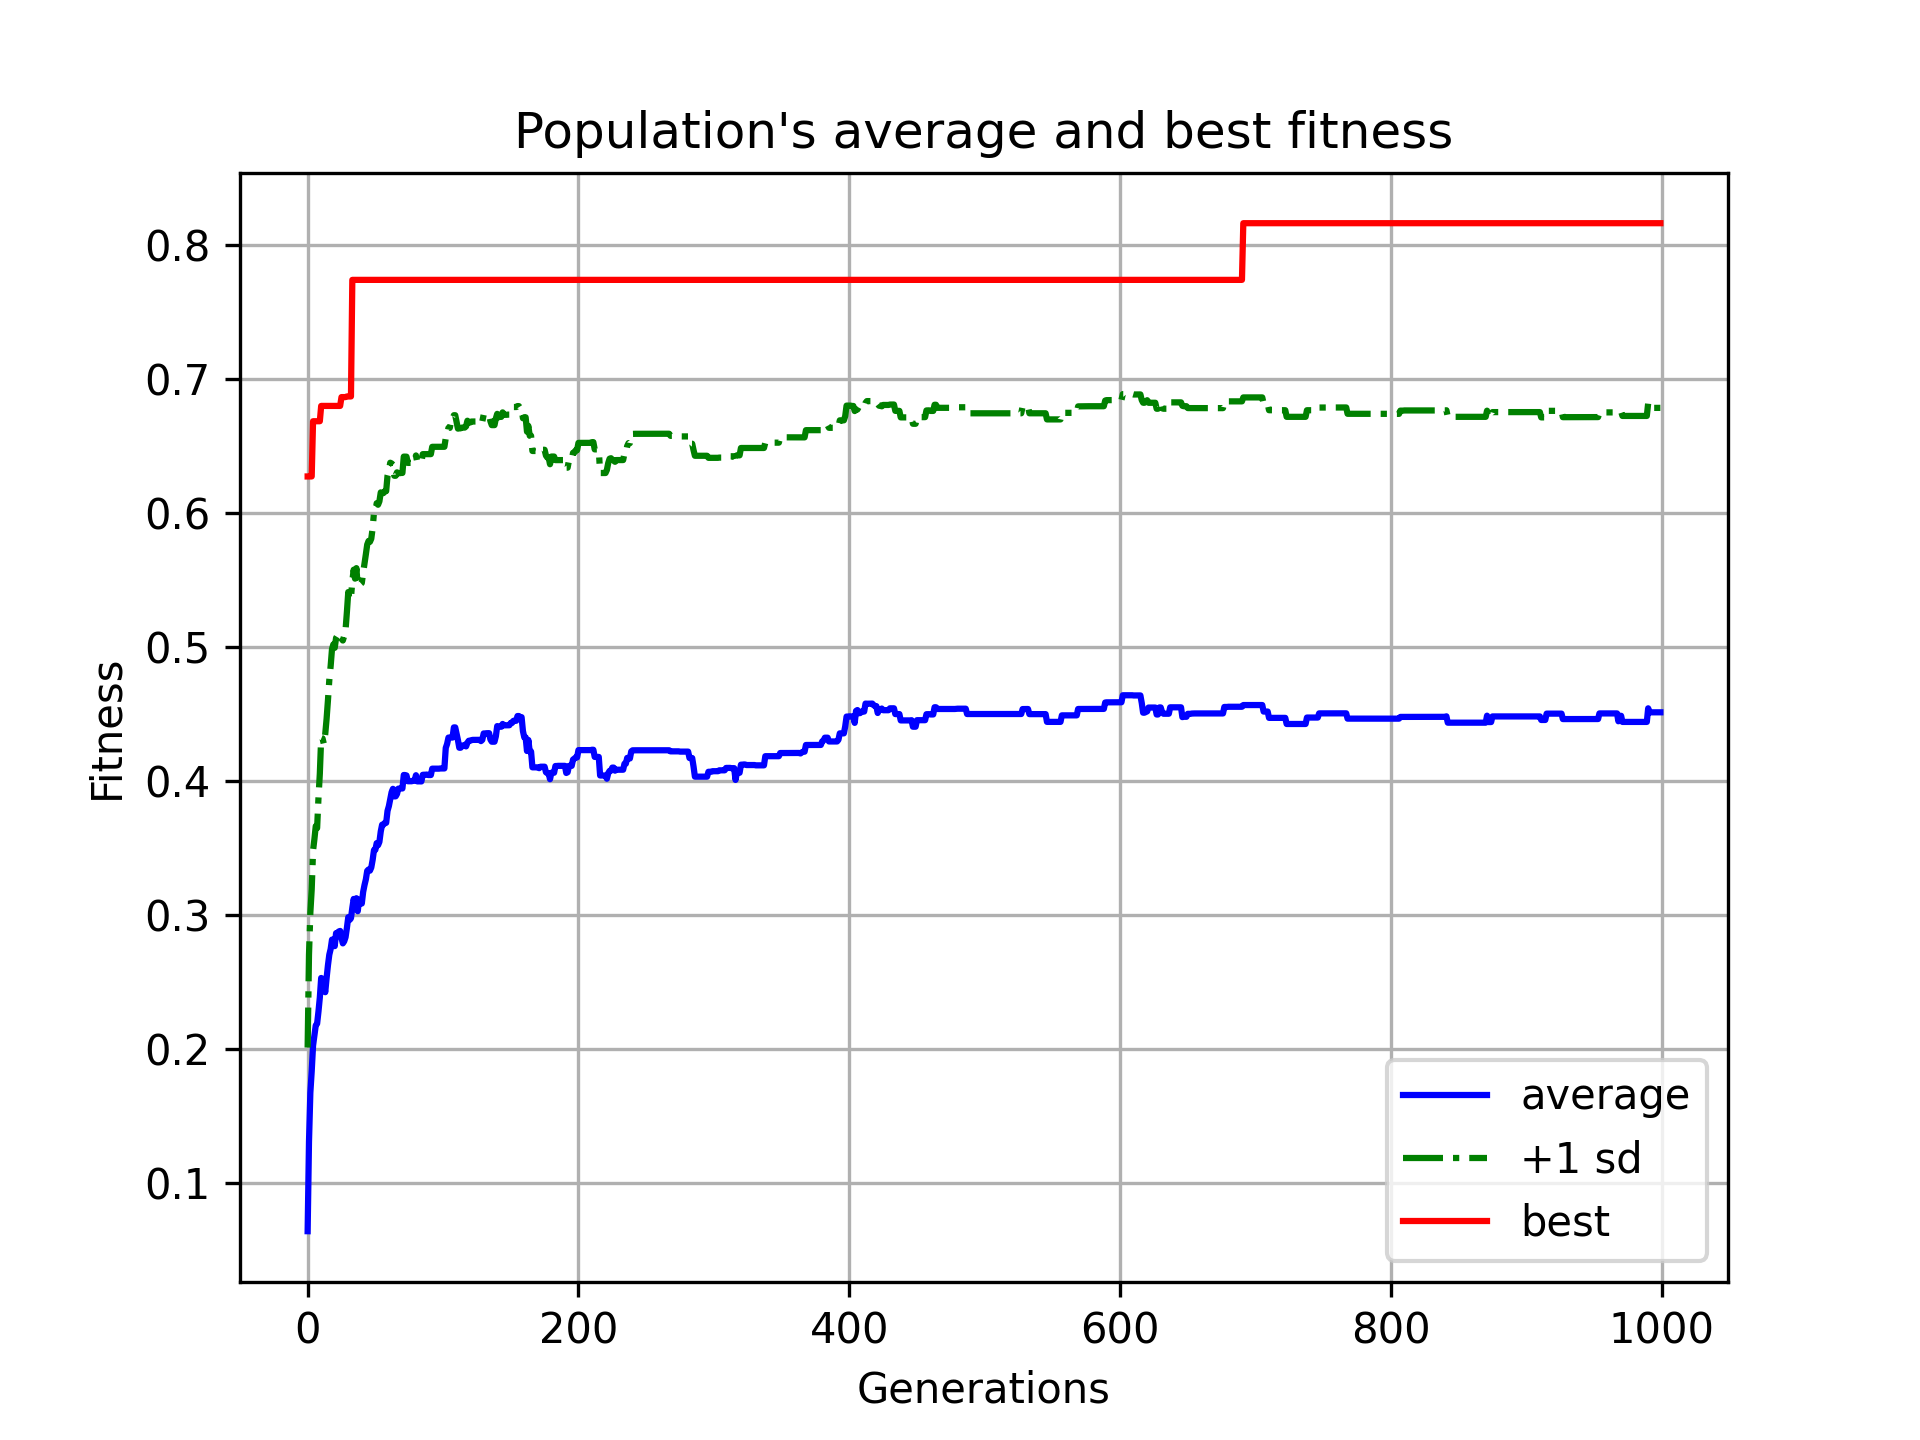 Population's average and best fitness
Fitness
0.8
0.7
0.6
0.5
0.4
0.3
0.2
0.1
0 200 400 600 800 1000
Generations
average
+1 sd
best